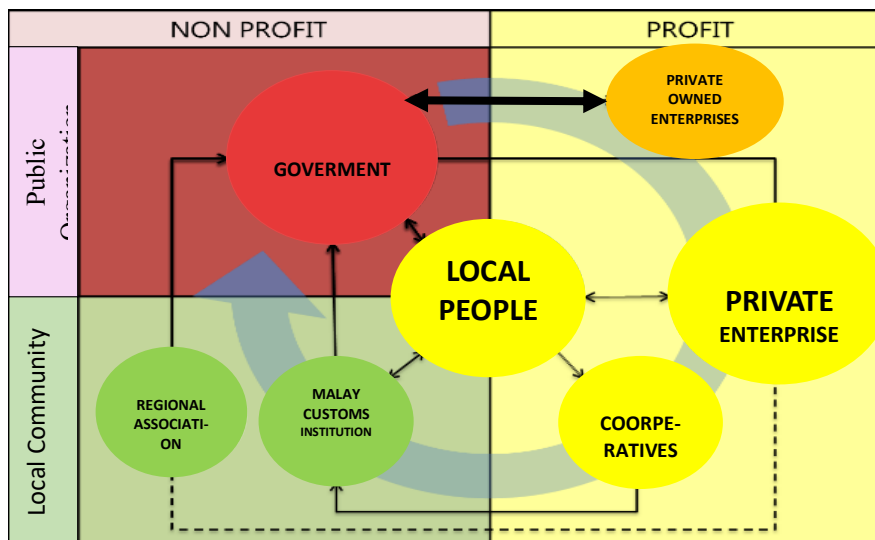 NON PROFIT
PROFIT
Public
Organization
Local Community
PRIVATE
OWNED
ENTERPRISES
GOVERMENT
LOCAL
PEOPLE
PRIVATE
ENTERPRISE
REGIONAL
ASSOCIATI-
ON
MALAY
CUSTOMS
INSTITUTION
COORPE-
RATIVES